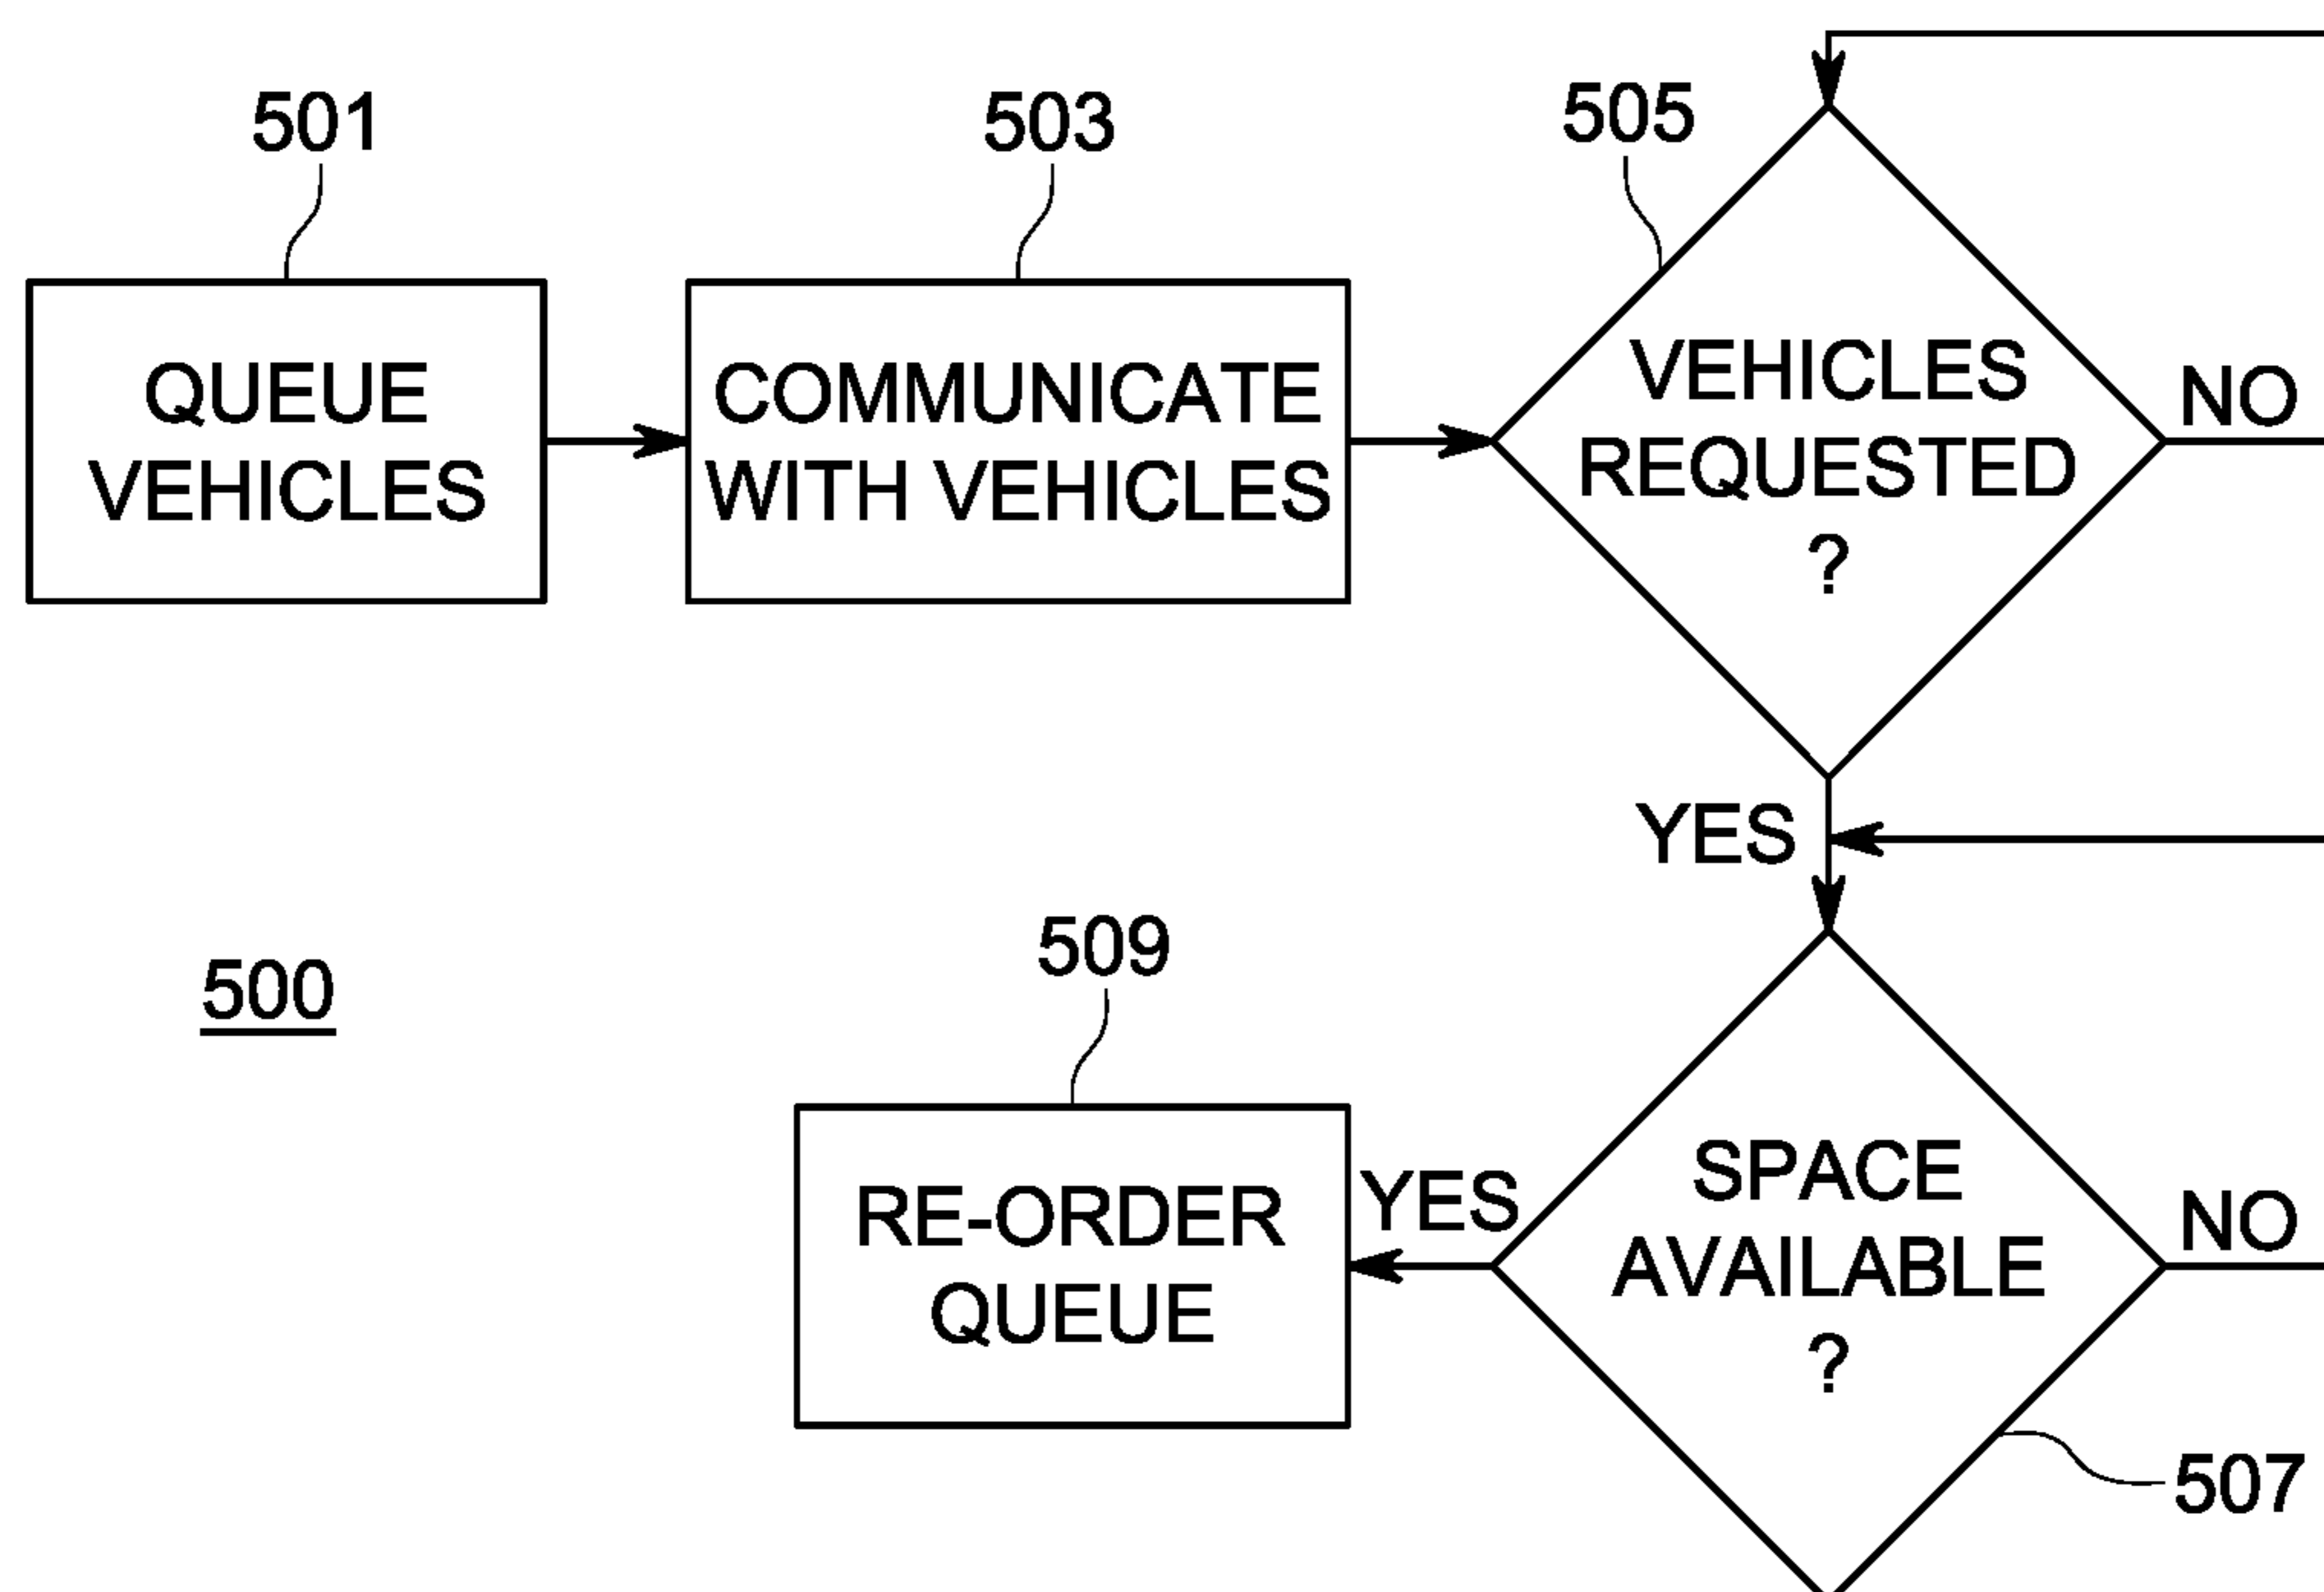 501
QUEUE
VEHICLES
503
COMMUNICATE
WITH VEHICLES
505
VEHICLES
REQUESTED
?
NO
YES
500
509
RE-ORDER
QUEUE
YES
SPACE
AVAILABLE
?
NO
507